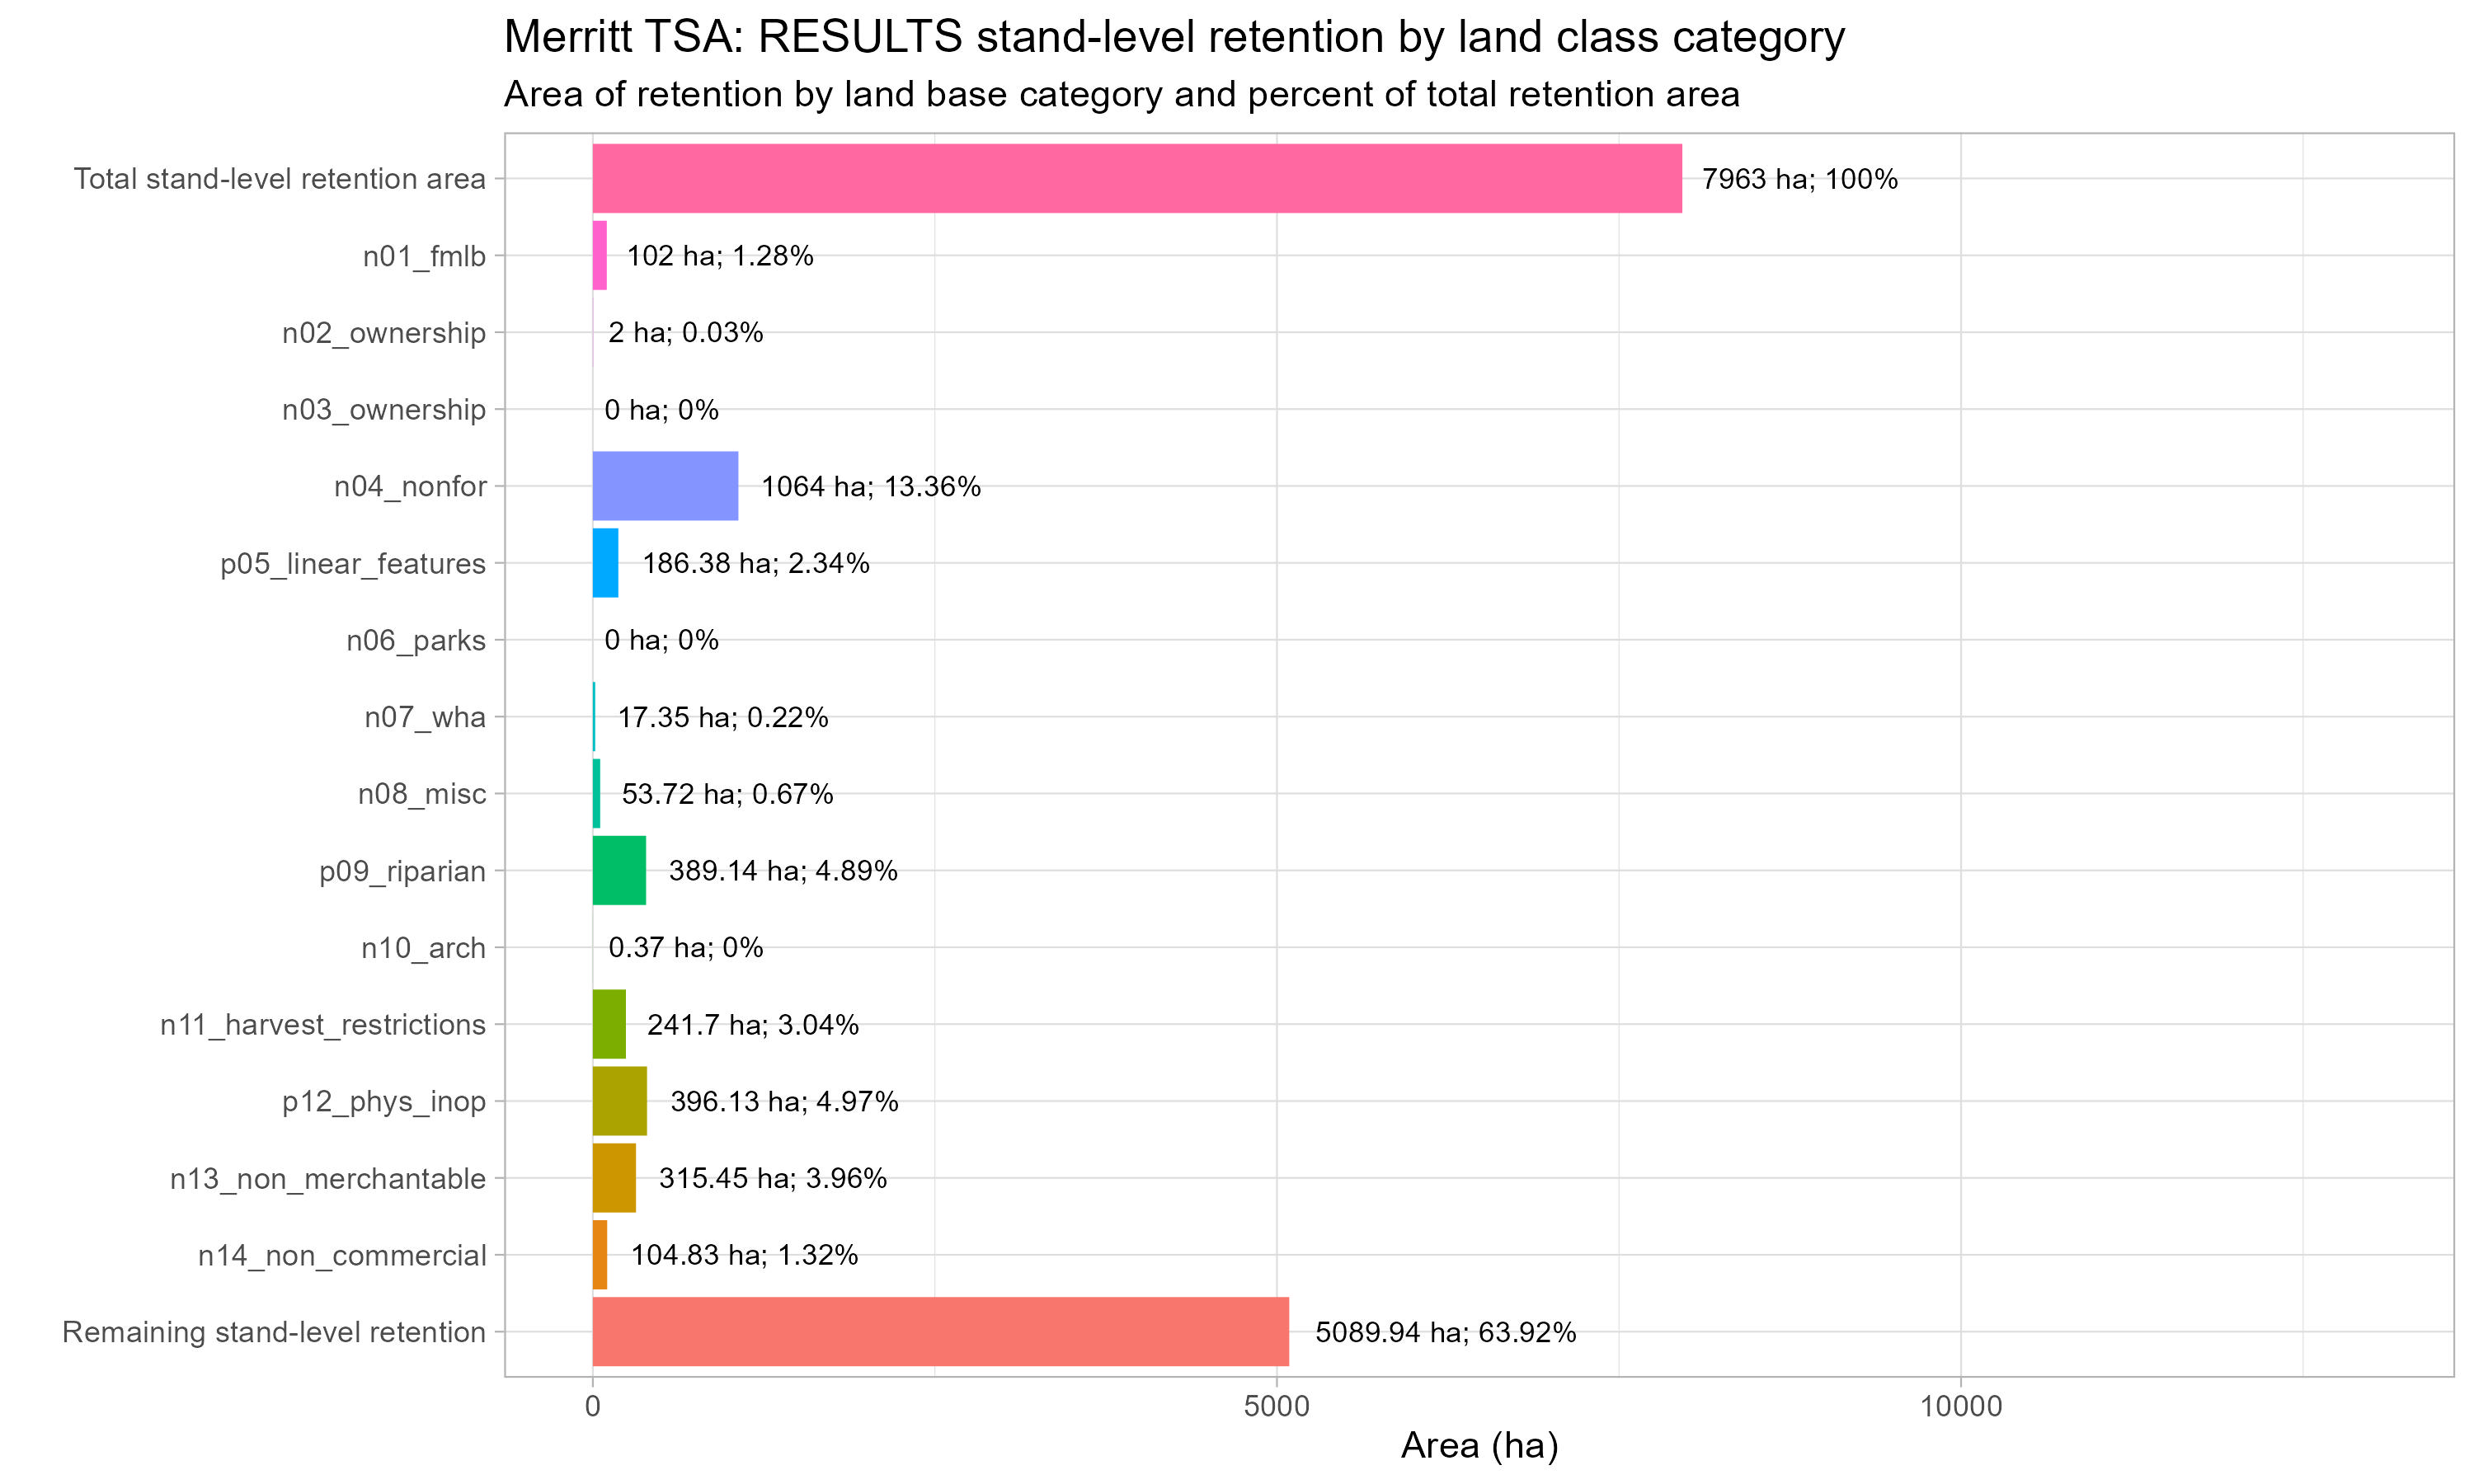 Merritt TSA: RESULTS stand-level retention by land class category
Area of retention by land base category and percent of total retention area
Total stand-level retention area 7963 ha; 100%
n01_fmlb 102 ha; 1.28%
n02_ownership 2 ha; 0.03%
n03_ownership 0 ha; 0%
n04_nonfor 1064 ha; 13.36%
p05_linear_features 186.38 ha; 2.34%
n06_parks 0 ha; 0%
n07_wha 17.35 ha; 0.22%
n08_misc 53.72 ha; 0.67%
p09_riparian 389.14 ha; 4.89%
n10_arch 0.37 ha; 0%
n11_harvest_restrictions 241.7 ha; 3.04%
p12_phys_inop 396.13 ha; 4.97%
n13_non_merchantable 315.45 ha; 3.96%
n14_non_commercial 104.83 ha; 1.32%
Remaining stand-level retention 5089.94 ha; 63.92%
0 5000 10000
Area (ha)